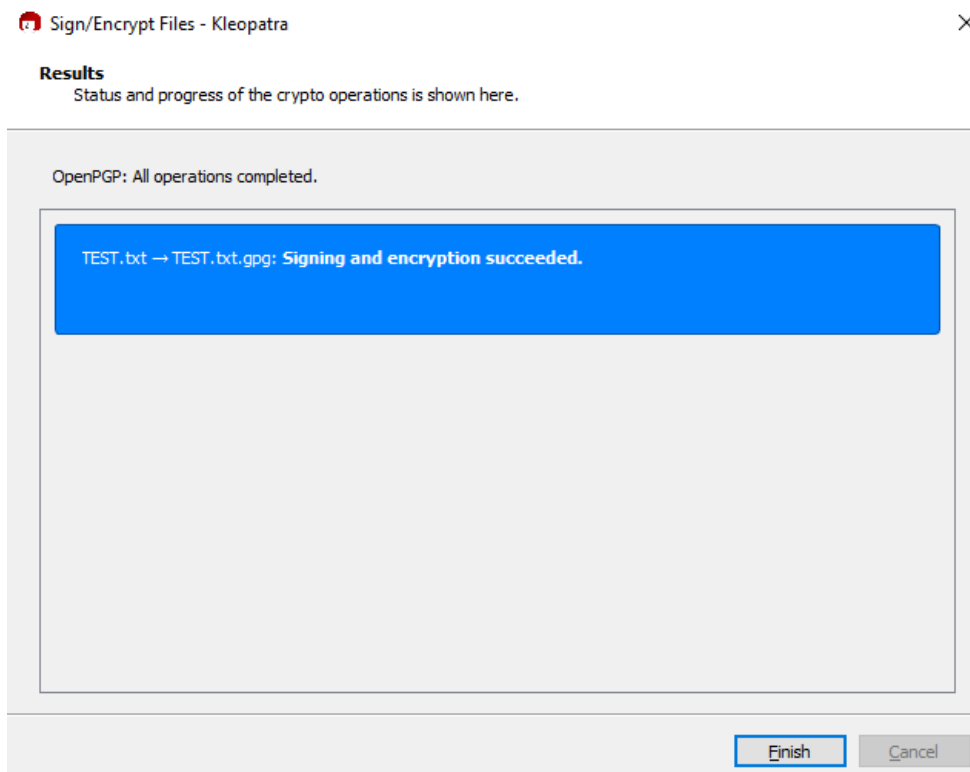 Sign/Encrypt Files - Kleopatra
Results
Status and progress of the crypto operations is shown here.
OpenPGP: All operations completed.
TEST.txt → TEST.txt.gpg: Signing and encryption succeeded.
Finish Cancel